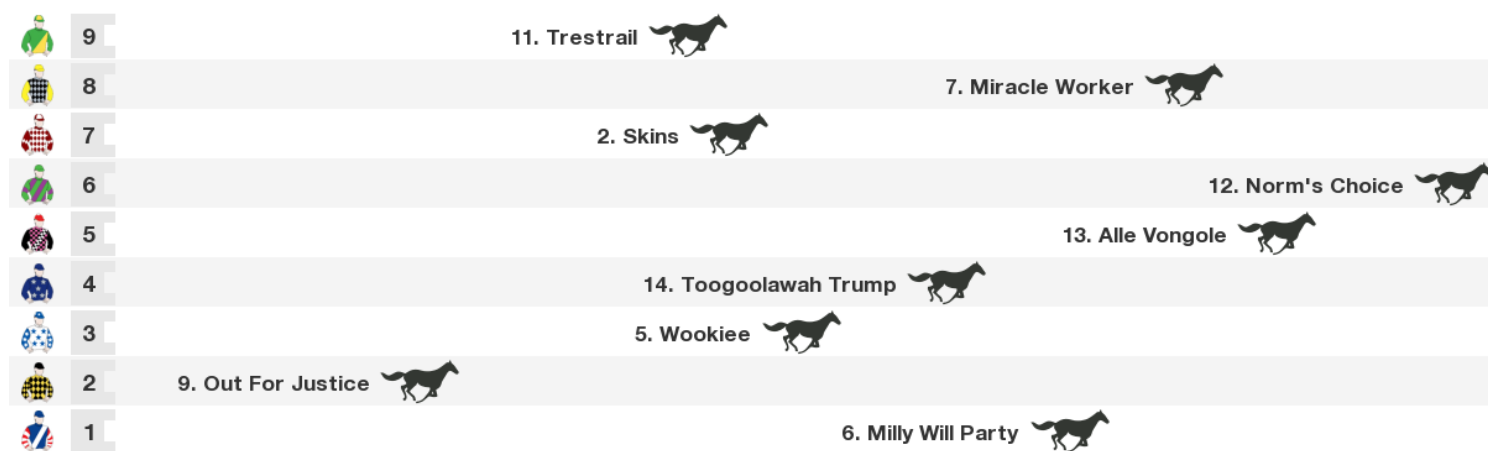 9 11. Trestrail
8 7. Miracle Worker
7 2. Skins
6 12. Norm's Choice
5 13. Alle Vongole
4 14. Toogoolawah Trump
3 5. Wookiee
2 9. Out For Justice
1 6. Milly Will Party